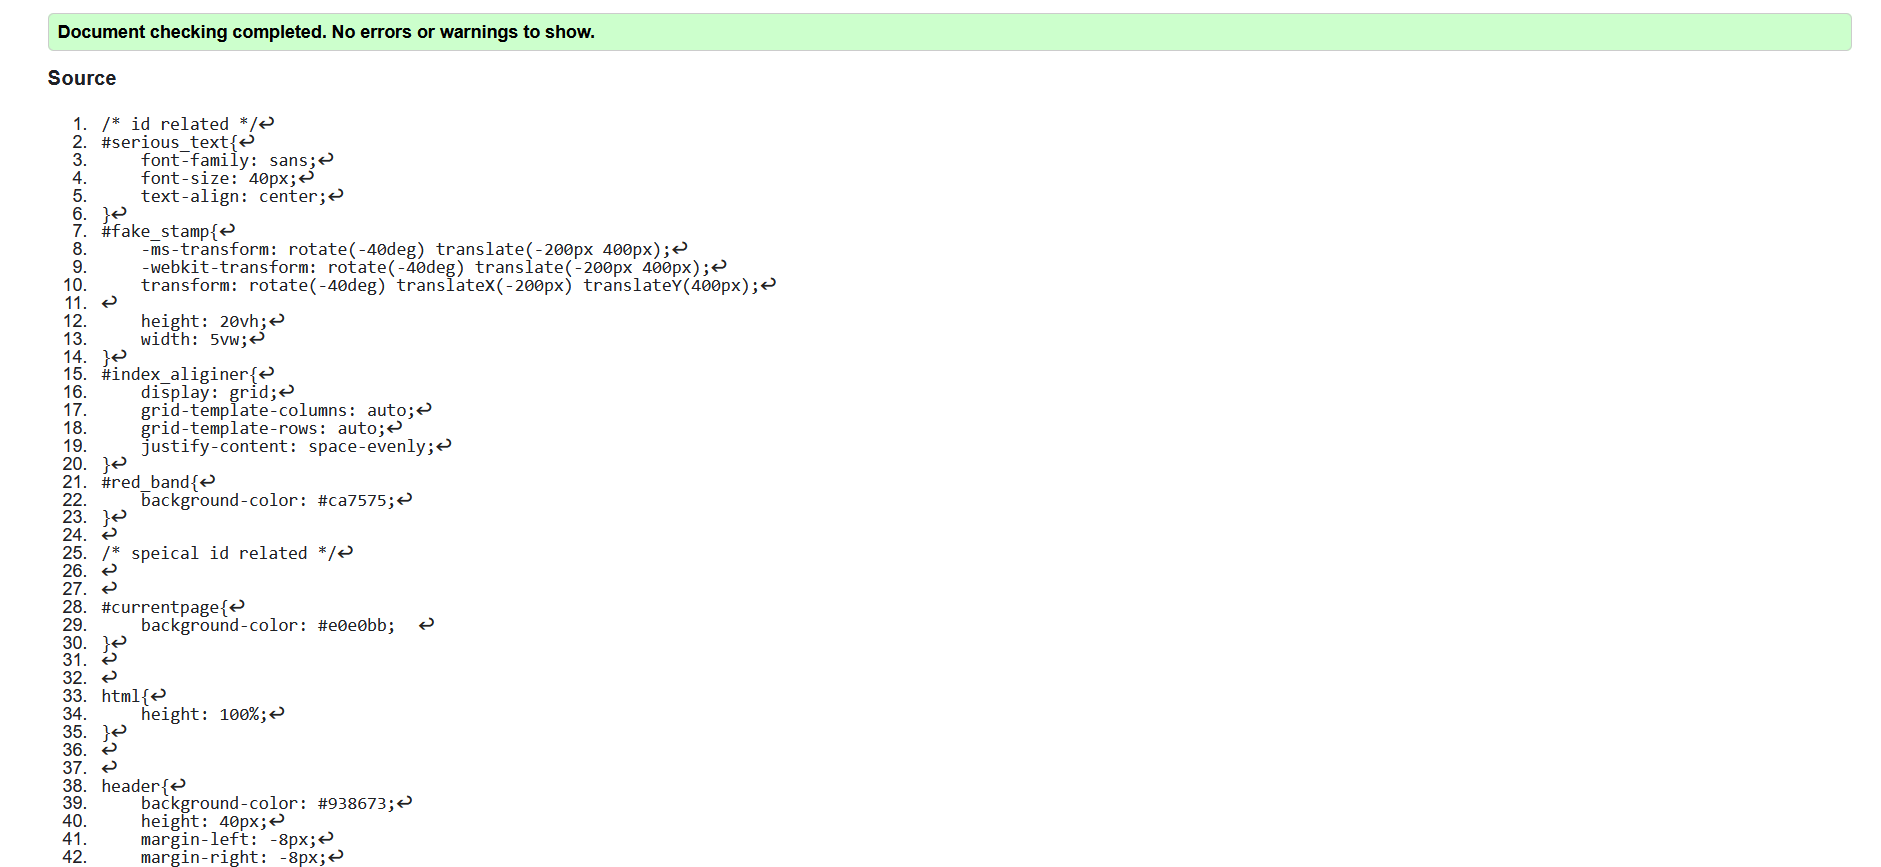 Document checking completed. No errors or warnings to show.
Source
1. /* id related */↩
2. #serious_text{↩
3.     font-family: sans;↩
4.     font-size: 40px;↩
5.     text-align: center;↩
6. }↩
7. #fake_stamp{↩
8.     -ms-transform: rotate(-40deg) translate(-200px 400px);↩
9.     -webkit-transform: rotate(-40deg) translate(-200px 400px);↩
10.     transform: rotate(-40deg) translateX(-200px) translateY(400px);↩
11. ↩
12.     height: 20vh;↩
13.     width: 5vw;↩
14. }↩
15. #index_aliginer{↩
16.     display: grid;↩
17.     grid-template-columns: auto;↩
18.     grid-template-rows: auto;↩
19.     justify-content: space-evenly;↩
20. }↩
21. #red_band{↩
22.     background-color: #ca7575;↩
23. }↩
24. ↩
25. /* speical id related */↩
26. ↩
27. ↩
28. #currentpage{↩
29.     background-color: #e0e0bb;  ↩
30. }↩
31. ↩
32. ↩
33. html{↩
34.     height: 100%;↩
35. }↩
36. ↩
37. ↩
38. header{↩
39.     background-color: #938673;↩
40.     height: 40px;↩
41.     margin-left: -8px;↩
42.     margin-right: -8px;↩